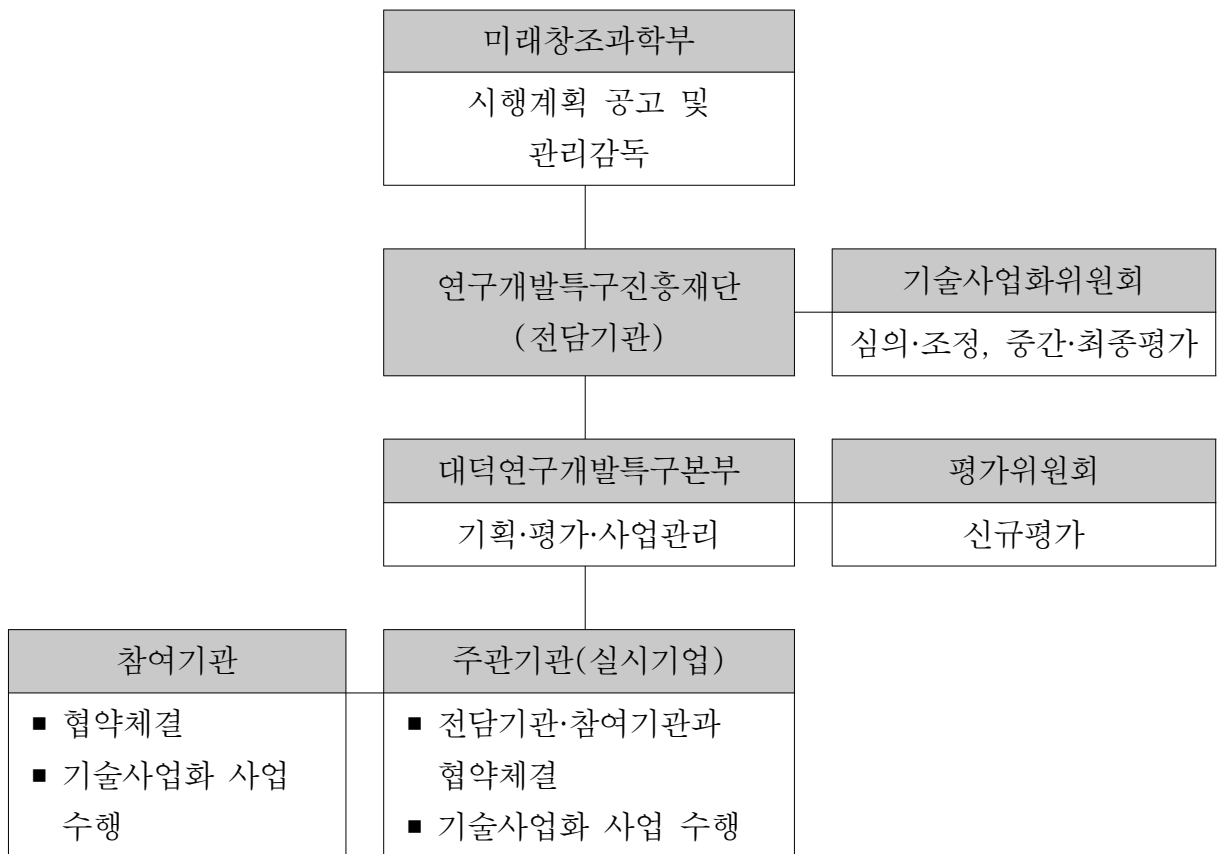 미래창조과학부
시행계획 공고 및
관리감독
연구개발특구진흥재단
(전담기관)
기술사업화위원회
심의·조정, 중간·최종평가
대덕연구개발특구본부
기획·평가·사업관리
평가위원회
신규평가
참여기관
■ 협약체결
■ 기술사업화 사업
수행
주관기관(실시기업)
■ 전담기관·참여기관과
협약체결
■ 기술사업화 사업 수행